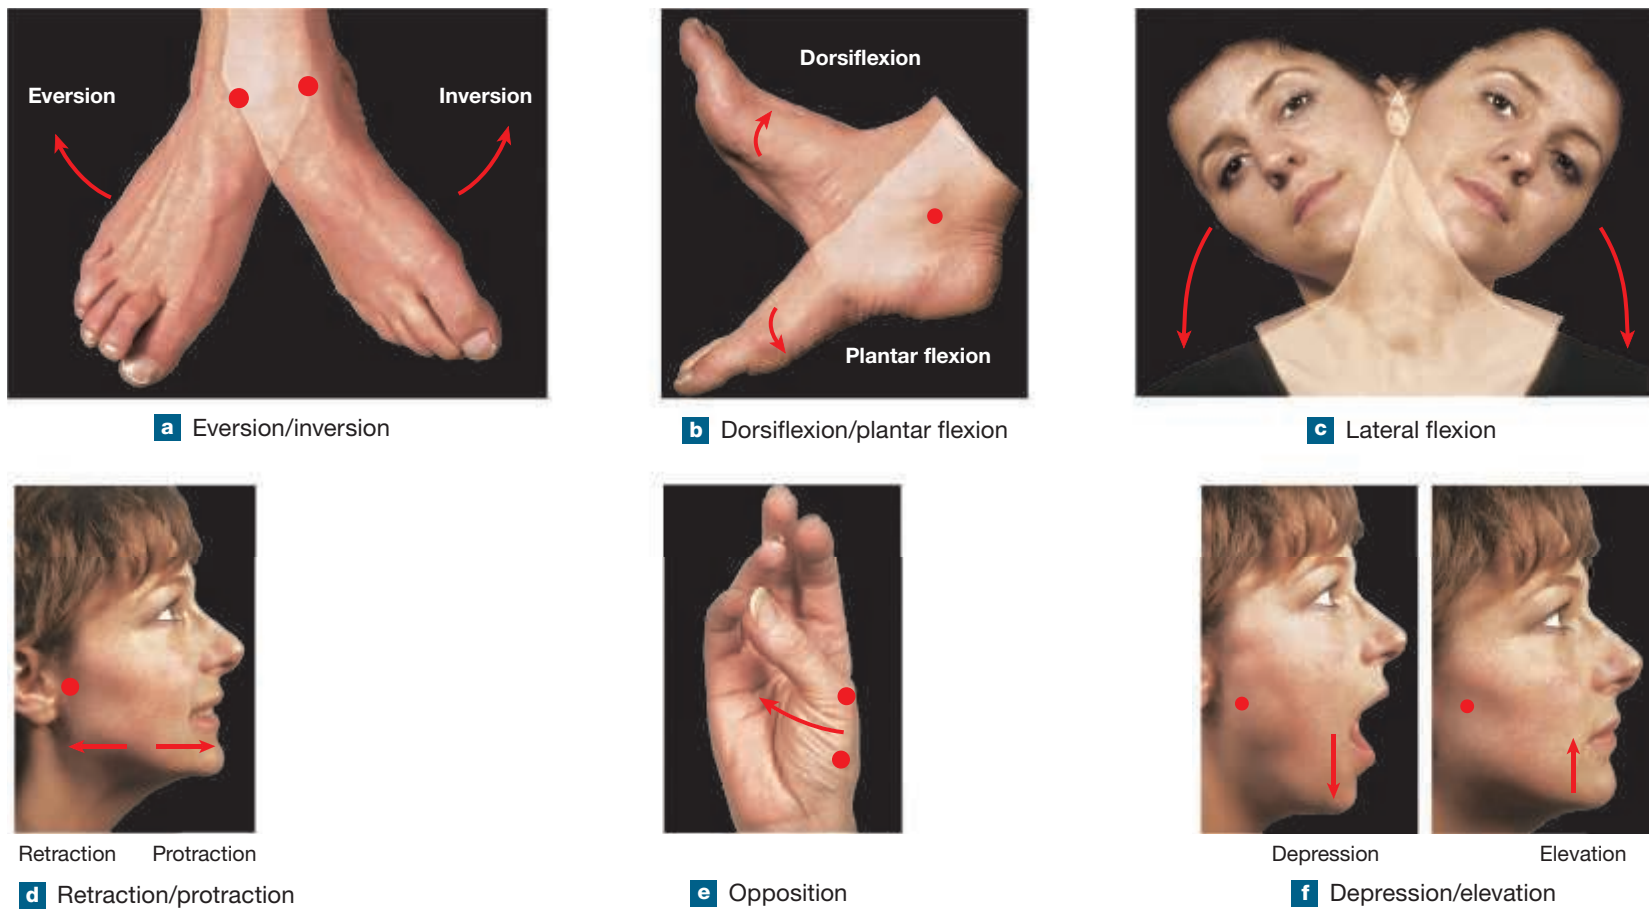 Eversion
Inversion
Dorsiflexion
Plantar flexion
a Eversion/inversion
b Dorsiflexion/plantar flexion
c Lateral flexion
Retraction Protraction
d Retraction/protraction
e Opposition
Depression
Elevation
f Depression/elevation